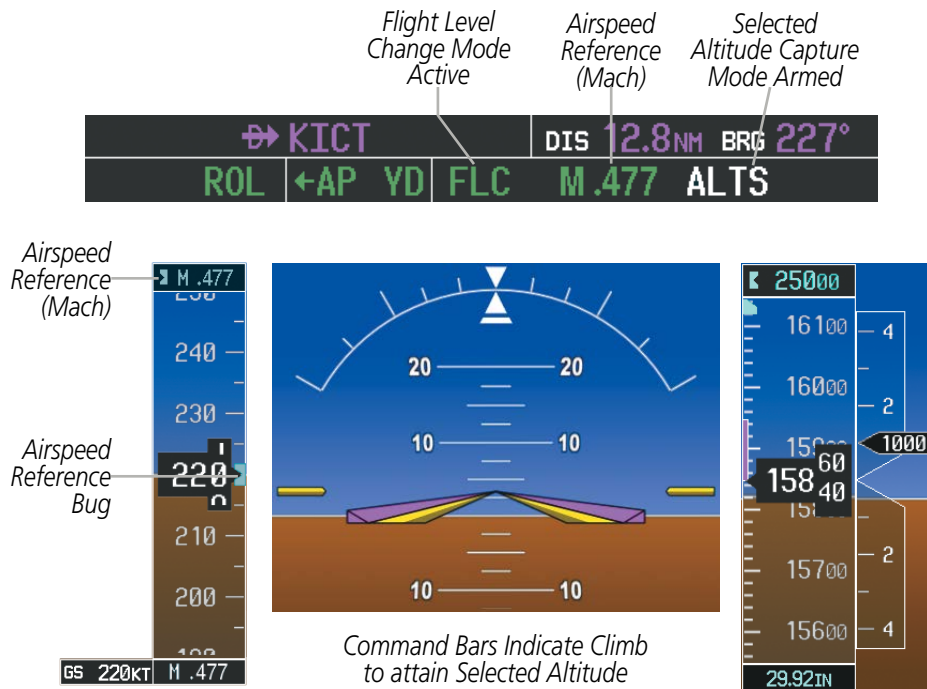 Flight Level
Change Mode
Active
Airspeed
Reference
(Mach)
Selected
Altitude Capture
Mode Armed
KICT DIS 12.8NM BRG 227°
ROL ←AP YD FLC M .477 ALTS
Airspeed
Reference
(Mach)
M .477
240
230
Airspeed
Reference
Bug
220
210
200
GS 220KT M .477
20 20
10 10
10 10
Command Bars Indicate Climb
to attain Selected Altitude
25000
16100
16000
158 60
40
15700
15600
4
2
1000
2
4
29.92IN